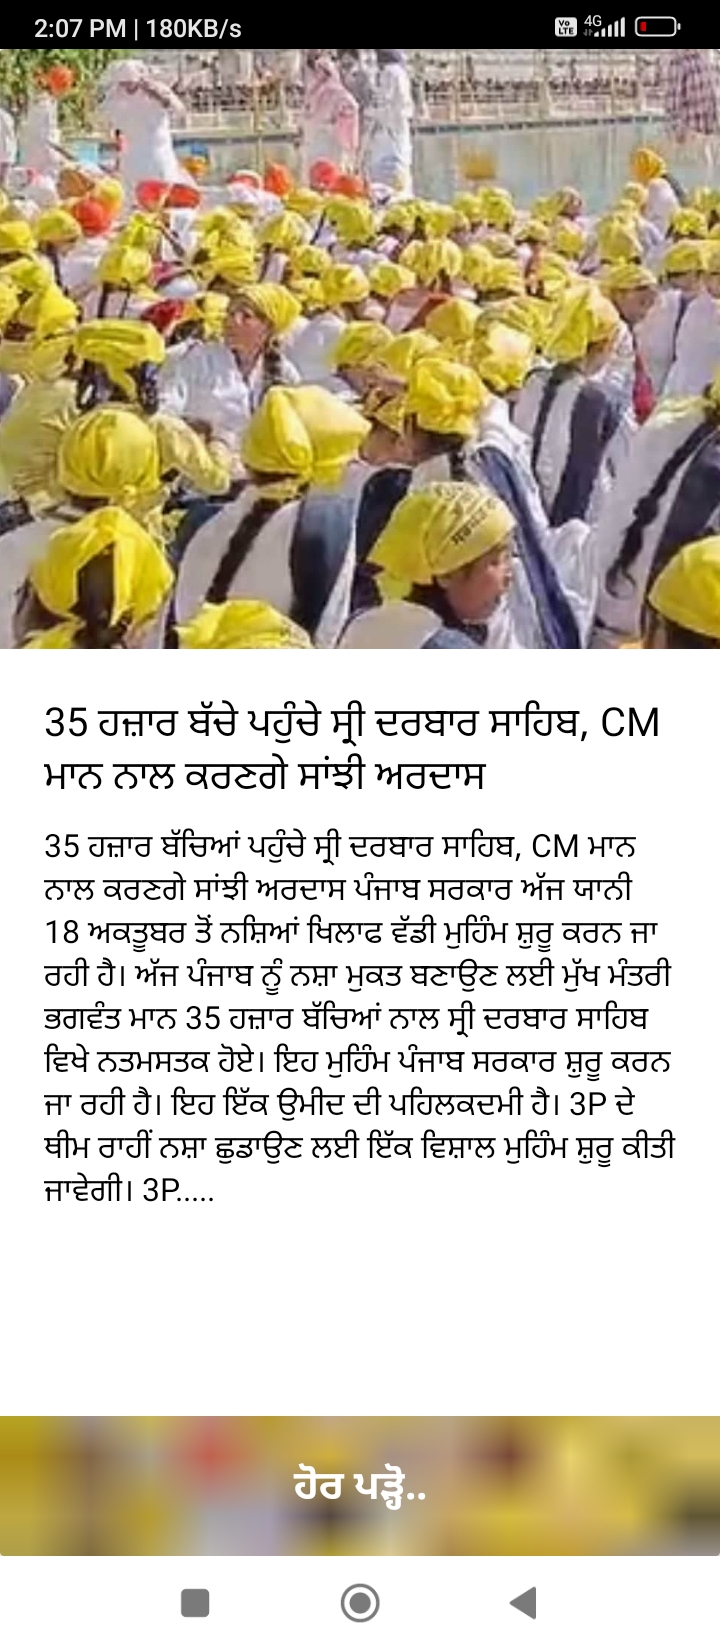 2:07 PM | 180KB/s
Vo LTE 4G
35 ਹਜ਼ਾਰ ਬੱਚੇ ਪਹੁੰਚੇ ਸ੍ਰੀ ਦਰਬਾਰ ਸਾਹਿਬ, CM
ਮਾਨ ਨਾਲ ਕਰਣਗੇ ਸਾਂਝੀ ਅਰਦਾਸ
35 ਹਜ਼ਾਰ ਬੱਚਿਆਂ ਪਹੁੰਚੇ ਸ੍ਰੀ ਦਰਬਾਰ ਸਾਹਿਬ, CM ਮਾਨ
ਨਾਲ ਕਰਣਗੇ ਸਾਂਝੀ ਅਰਦਾਸ ਪੰਜਾਬ ਸਰਕਾਰ ਅੱਜ ਯਾਨੀ
18 ਅਕਤੂਬਰ ਤੋਂ ਨਸ਼ਿਆਂ ਖਿਲਾਫ ਵੱਡੀ ਮੁਹਿੰਮ ਸ਼ੁਰੂ ਕਰਨ ਜਾ
ਰਹੀ ਹੈ। ਅੱਜ ਪੰਜਾਬ ਨੂੰ ਨਸ਼ਾ ਮੁਕਤ ਬਣਾਉਣ ਲਈ ਮੁੱਖ ਮੰਤਰੀ
ਭਗਵੰਤ ਮਾਨ 35 ਹਜ਼ਾਰ ਬੱਚਿਆਂ ਨਾਲ ਸ੍ਰੀ ਦਰਬਾਰ ਸਾਹਿਬ
ਵਿਖੇ ਨਤਮਸਤਕ ਹੋਏ। ਇਹ ਮੁਹਿੰਮ ਪੰਜਾਬ ਸਰਕਾਰ ਸ਼ੁਰੂ ਕਰਨ
ਜਾ ਰਹੀ ਹੈ। ਇਹ ਇੱਕ ਉਮੀਦ ਦੀ ਪਹਿਲਕਦਮੀ ਹੈ। 3P ਦੇ
ਥੀਮ ਰਾਹੀਂ ਨਸ਼ਾ ਛੁਡਾਉਣ ਲਈ ਇੱਕ ਵਿਸ਼ਾਲ ਮੁਹਿੰਮ ਸ਼ੁਰੂ ਕੀਤੀ
ਜਾਵੇਗੀ। 3P.....
ਹੋਰ ਪੜ੍ਹੋ..